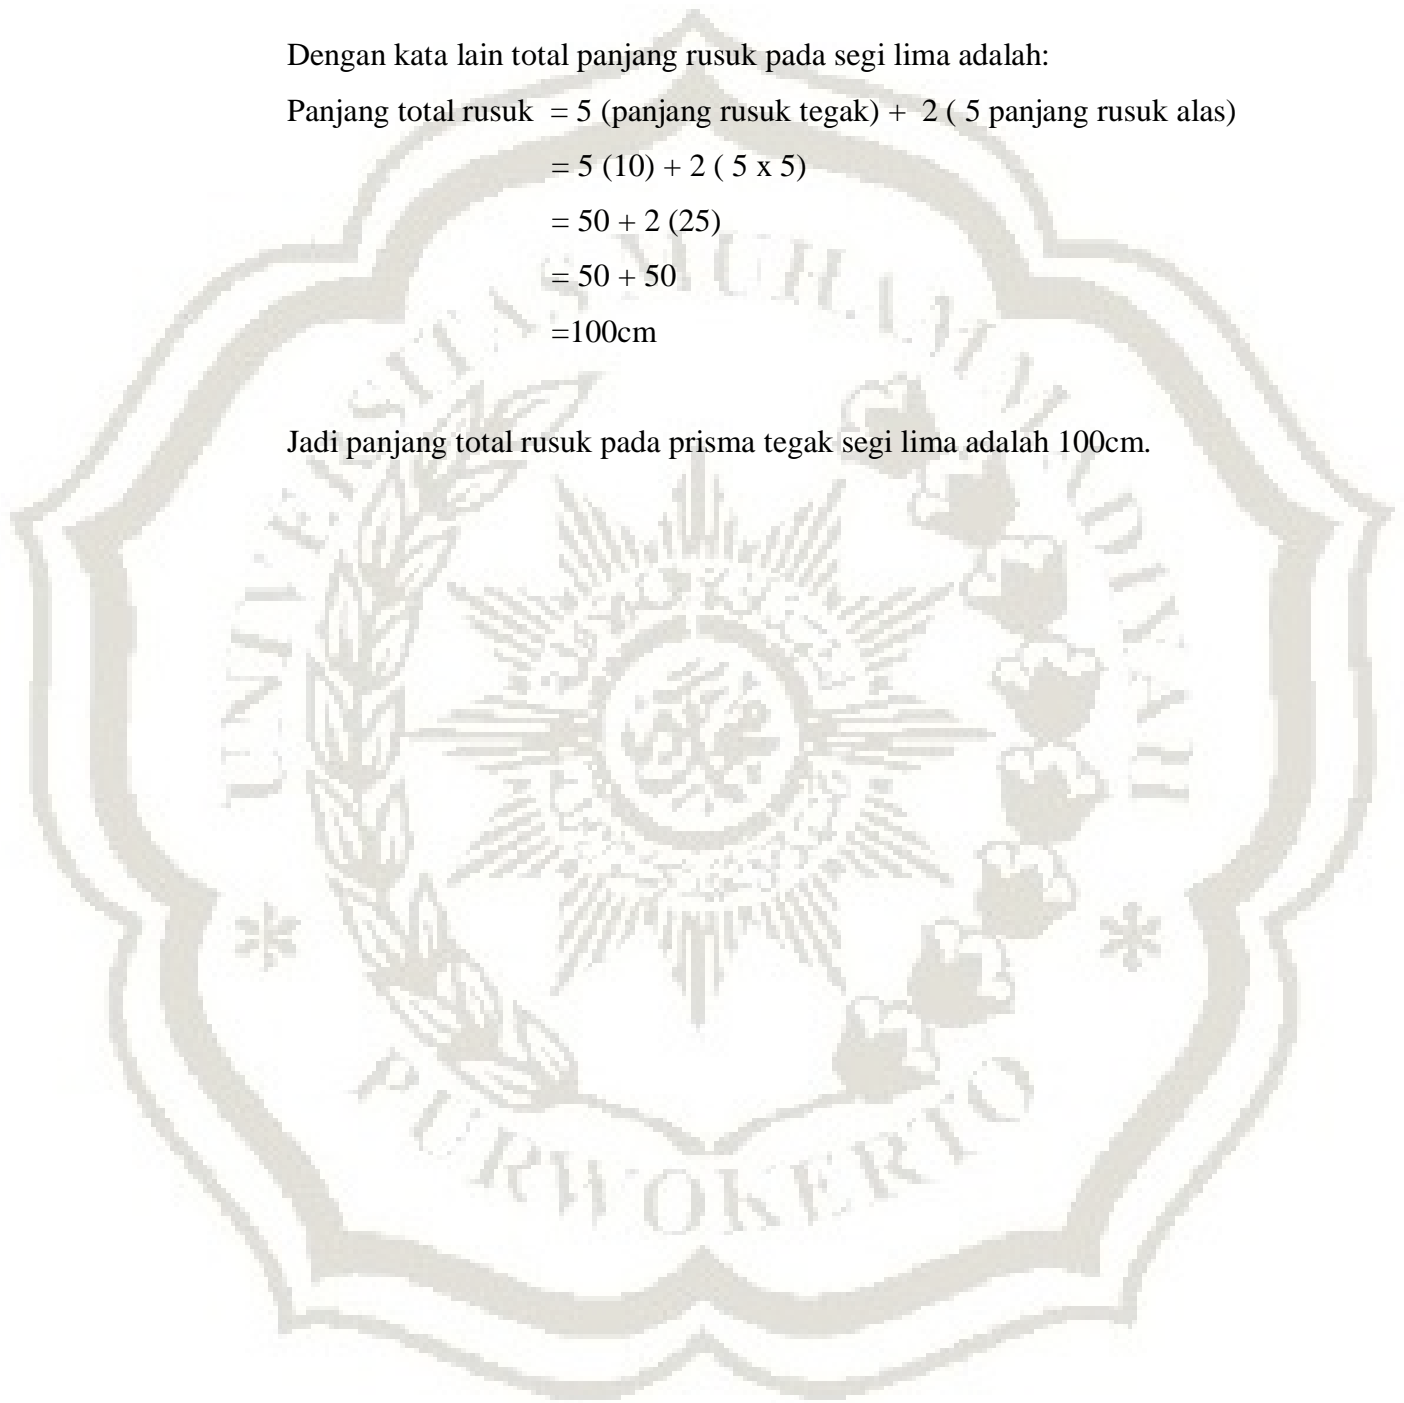 Dengan kata lain total panjang rusuk pada segi lima adalah:
Panjang total rusuk = 5 (panjang rusuk tegak) + 2 ( 5 panjang rusuk alas)
= 5 (10) + 2 ( 5 x 5)
= 50 + 2 (25)
= 50 + 50
=100cm
Jadi panjang total rusuk pada prisma tegak segi lima adalah 100cm.
UNIVERSITAS MUHAMMADIYAH
PURWOKERTO